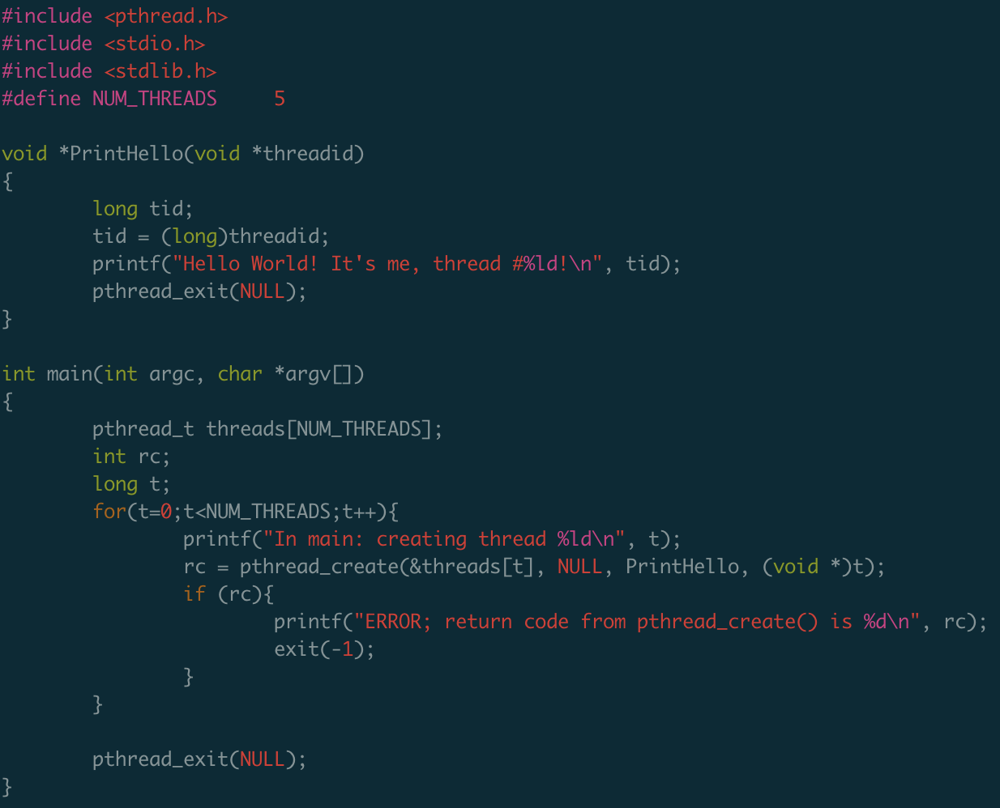 #include <pthread.h>
#include <stdio.h>
#include <stdlib.h>
#define NUM_THREADS     5

void *PrintHello(void *threadid)
{
        long tid;
        tid = (long)threadid;
        printf("Hello World! It's me, thread #%ld!\n", tid);
        pthread_exit(NULL);
}

int main(int argc, char *argv[])
{
        pthread_t threads[NUM_THREADS];
        int rc;
        long t;
        for(t=0;t<NUM_THREADS;t++){
                printf("In main: creating thread %ld\n", t);
                rc = pthread_create(&threads[t], NULL, PrintHello, (void *)t);
                if (rc){
                        printf("ERROR; return code from pthread_create() is %d\n", rc);
                        exit(-1);
                }
        }

        pthread_exit(NULL);
}